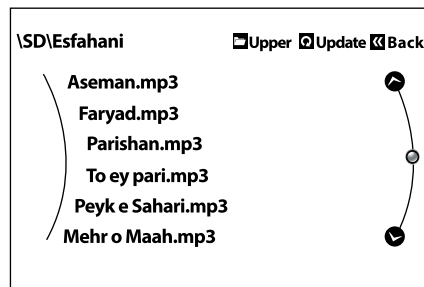 \SD\Esfahani Upper Update Back
Aseman.mp3
Faryad.mp3
Parishan.mp3
To ey pari.mp3
Peyk e Sahari.mp3
Mehr o Maah.mp3